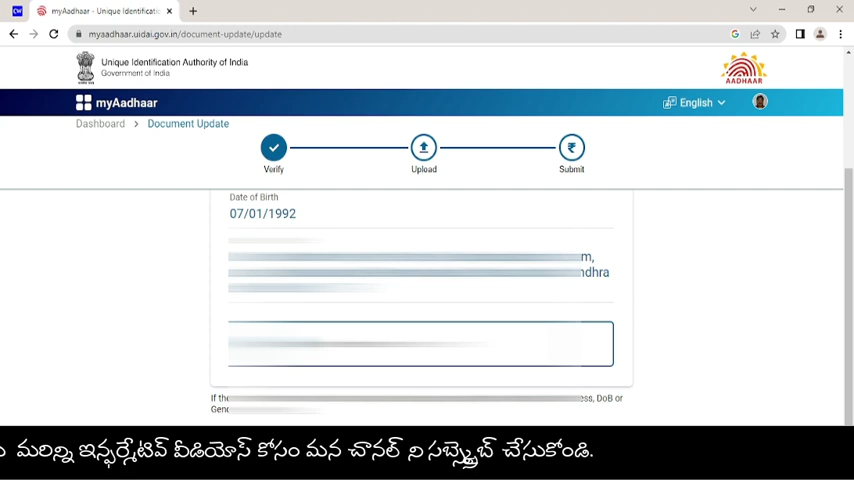 myAadhaar - Unique Identificatio
myaadhaar.uidai.gov.in/document-update/update
Unique Identification Authority of India
Government of India
AADHAAR
myAadhaar
English
Dashboard > Document Update
Verify
Upload
₹
Submit
Date of Birth
07/01/1992
m,
ndhra
If the
ess, DoB or
Gend
మరిన్ని ఇన్ఫర్మేటివ్ వీడియోస్ కోసం మన చానల్ ని సబ్స్క్రైబ్ చేసుకోండి.